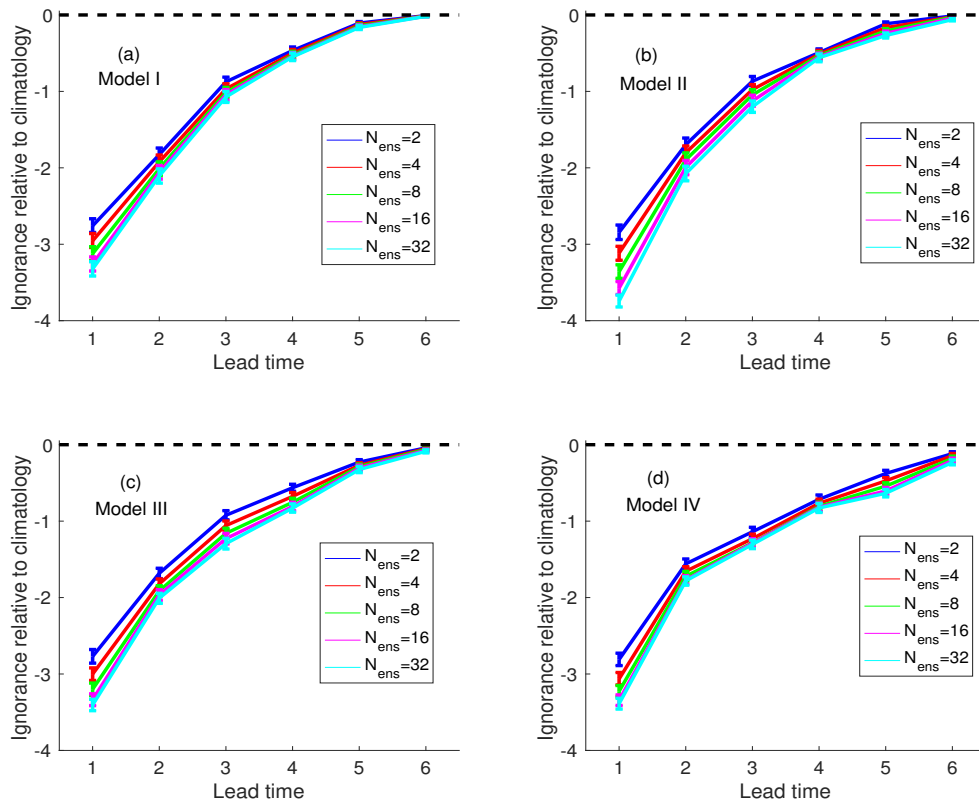 0
-1
-2
-3
-4
Ignorance relative to climatology
(a)
Model I
N_ens=2
N_ens=4
N_ens=8
N_ens=16
N_ens=32
1 2 3 4 5 6
Lead time
0
-1
-2
-3
-4
Ignorance relative to climatology
(b)
Model II
N_ens=2
N_ens=4
N_ens=8
N_ens=16
N_ens=32
1 2 3 4 5 6
Lead time
0
-1
-2
-3
-4
Ignorance relative to climatology
(c)
Model III
N_ens=2
N_ens=4
N_ens=8
N_ens=16
N_ens=32
1 2 3 4 5 6
Lead time
0
-1
-2
-3
-4
Ignorance relative to climatology
(d)
Model IV
N_ens=2
N_ens=4
N_ens=8
N_ens=16
N_ens=32
1 2 3 4 5 6
Lead time